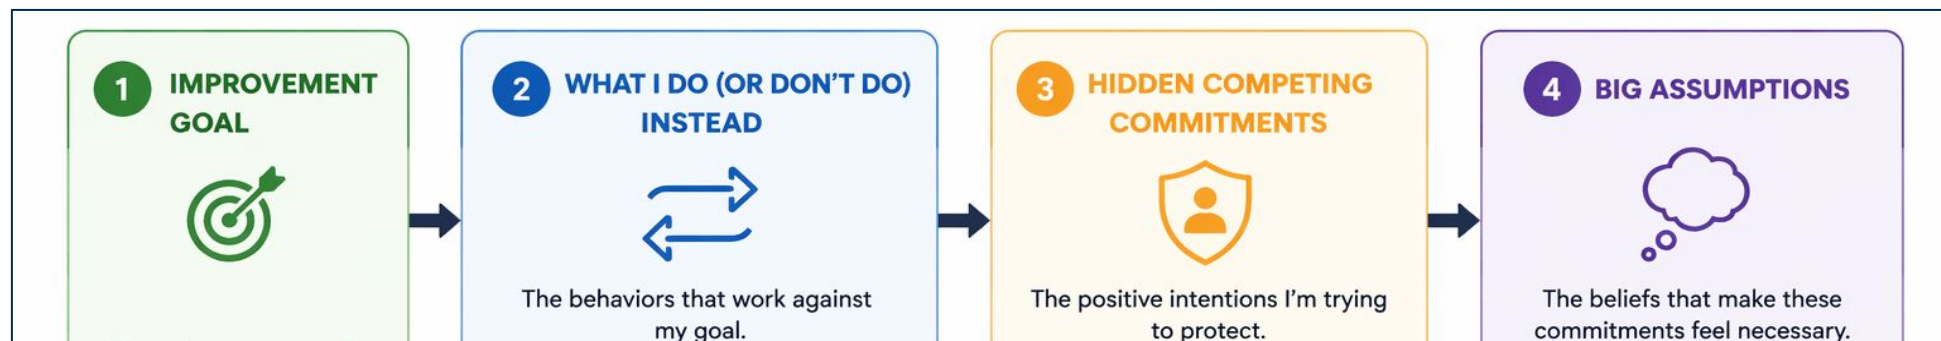 1 IMPROVEMENT
GOAL
2 WHAT I DO (OR DON'T DO)
INSTEAD
The behaviors that work against
my goal.
3 HIDDEN COMPETING
COMMITMENTS
The positive intentions I'm trying
to protect.
4 BIG ASSUMPTIONS
The beliefs that make these
commitments feel necessary.